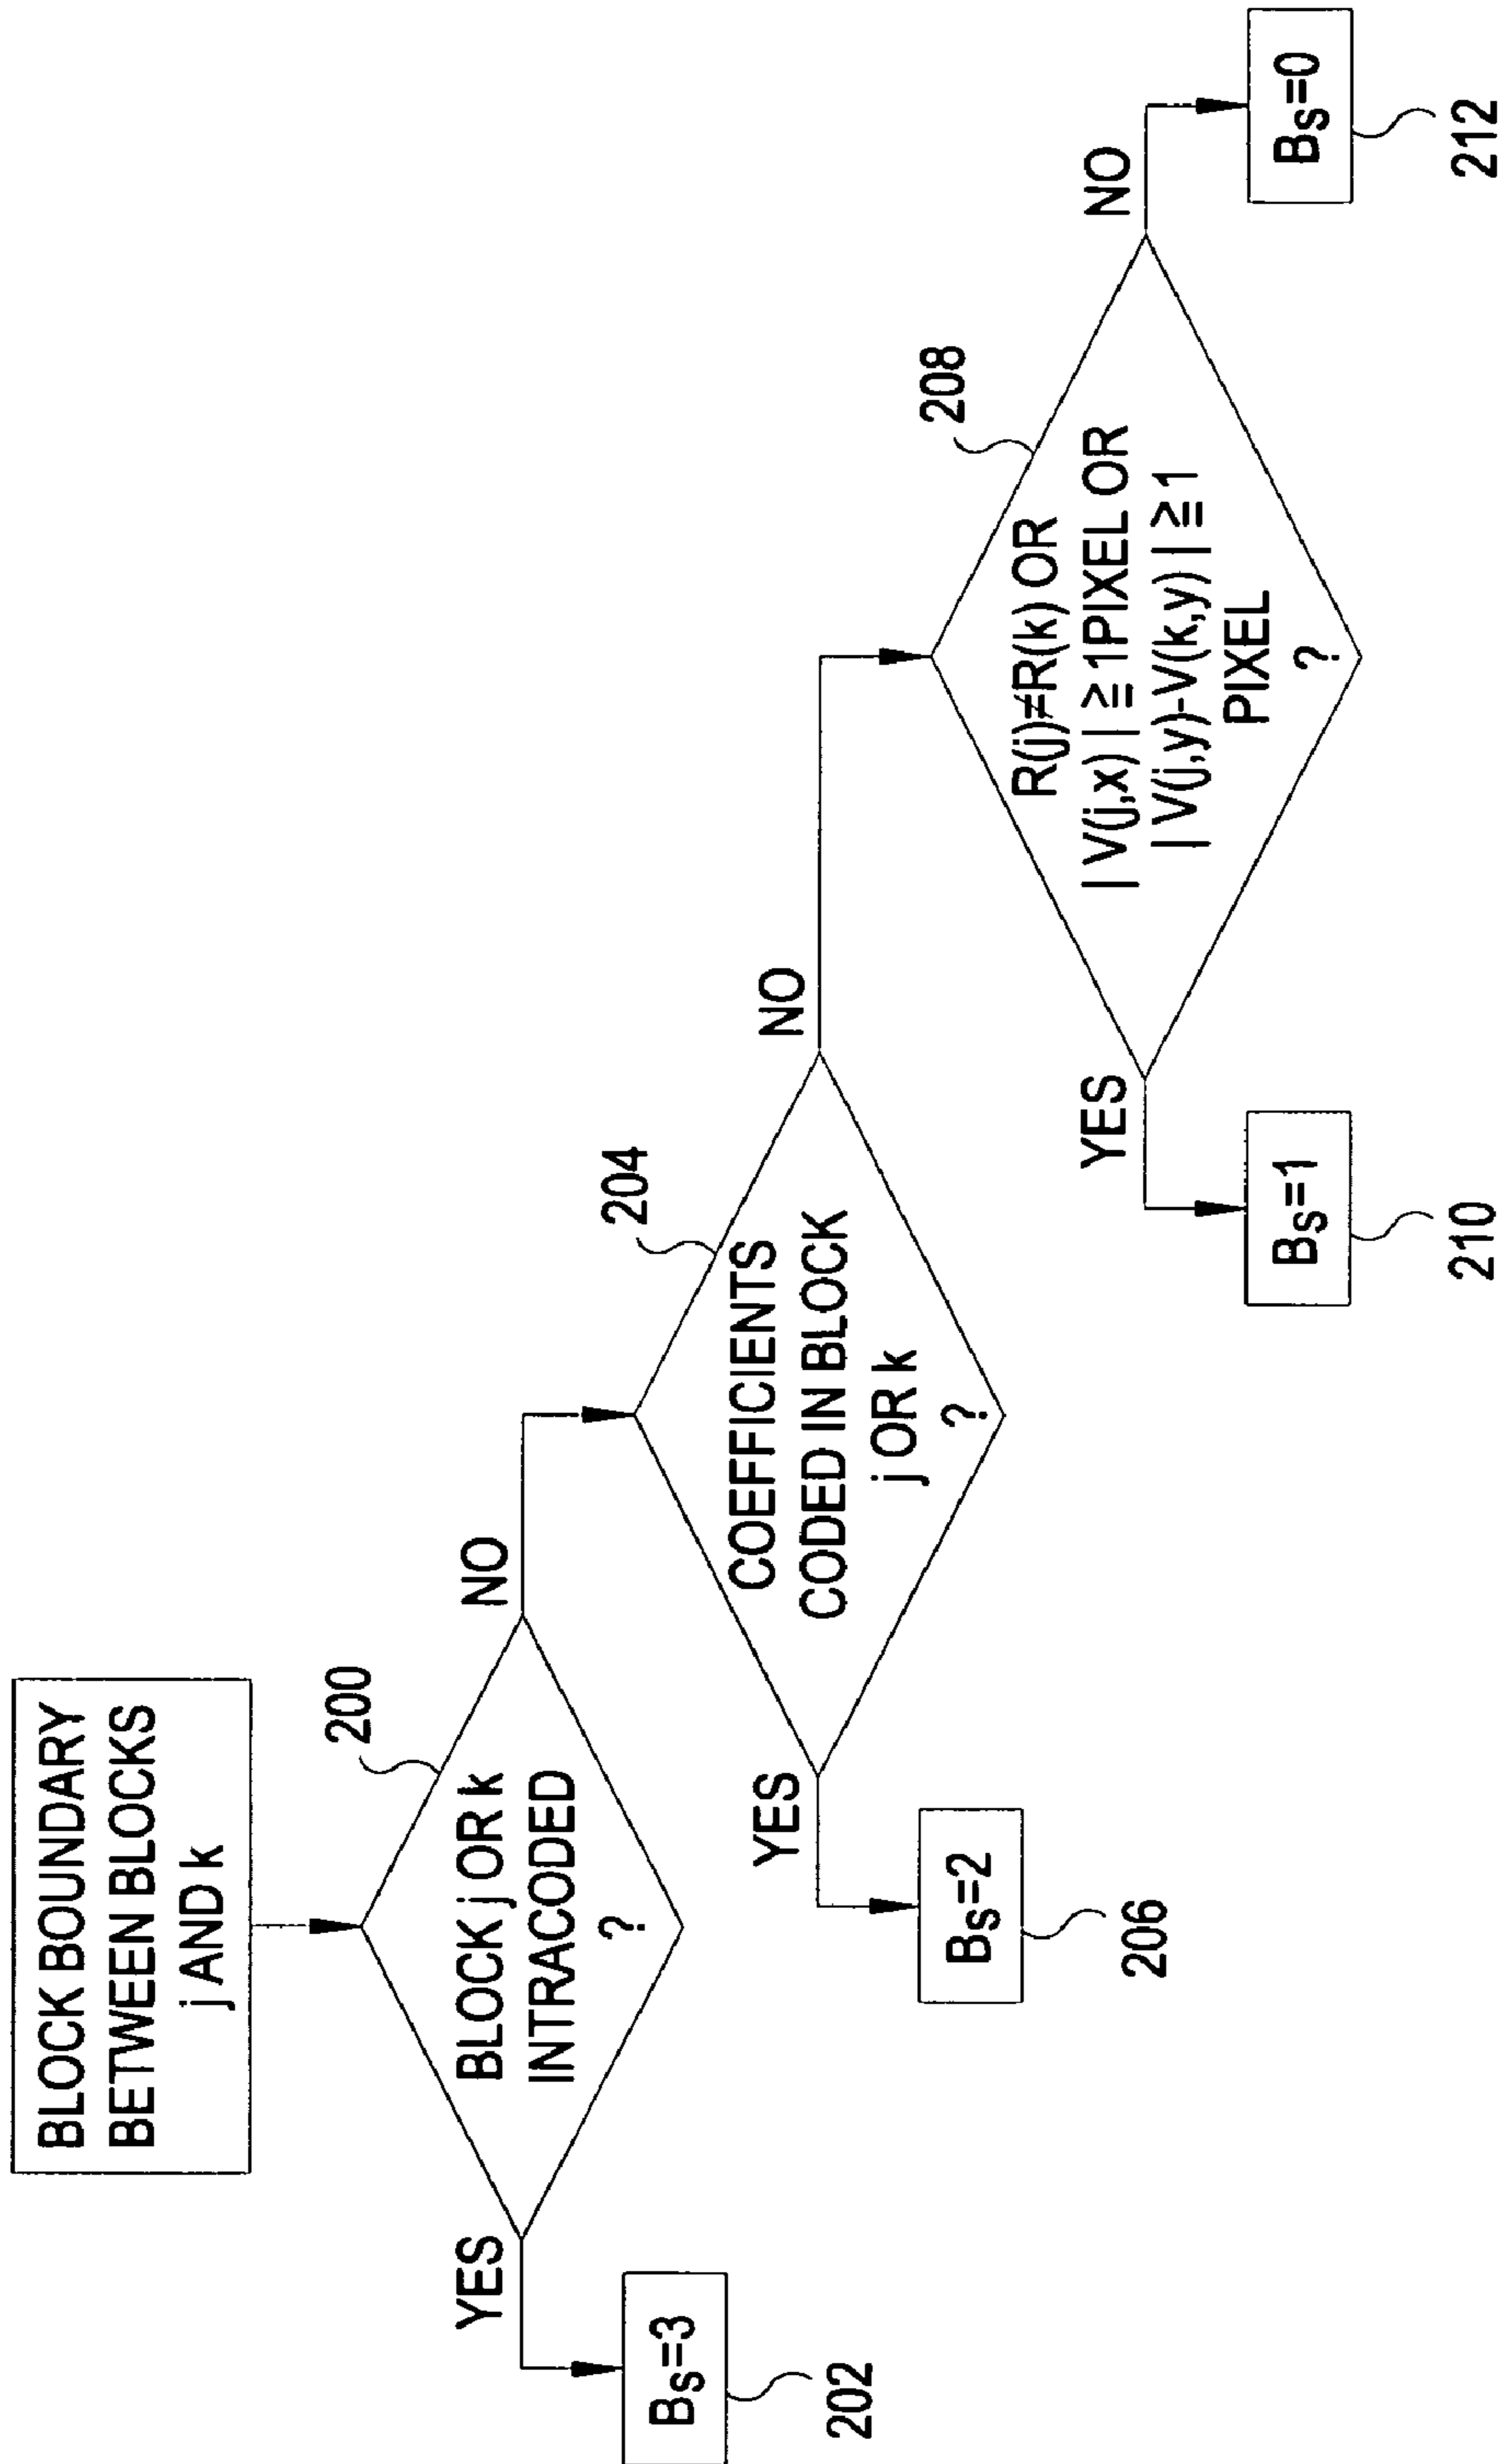 BLOCK BOUNDARY
BETWEEN BLOCKS
j AND k
200
BLOCK j OR k
INTRACODED
?
YES
NO
BS=3
202
204
COEFFICIENTS
CODED IN BLOCK
j OR k
?
YES
NO
BS=2
206
208
R(j)≠R(k) OR
| V(j,x) | ≧ 1PIXEL OR
| V(j,y)-V(k,y) | ≧ 1
PIXEL
?
YES
NO
BS=1
210
BS=0
212